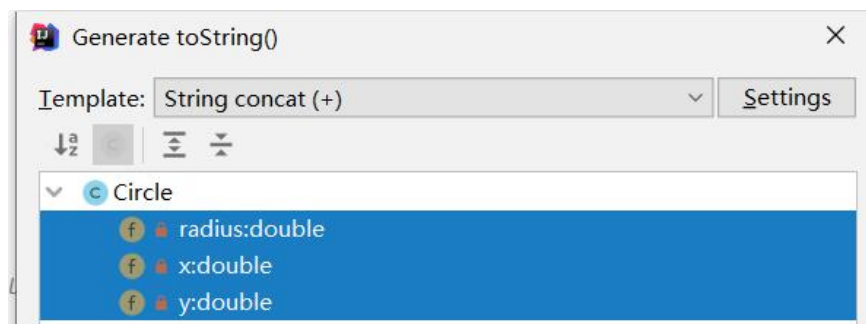 Generate toString()
Template: String concat (+) Settings
Circle
radius:double
x:double
y:double